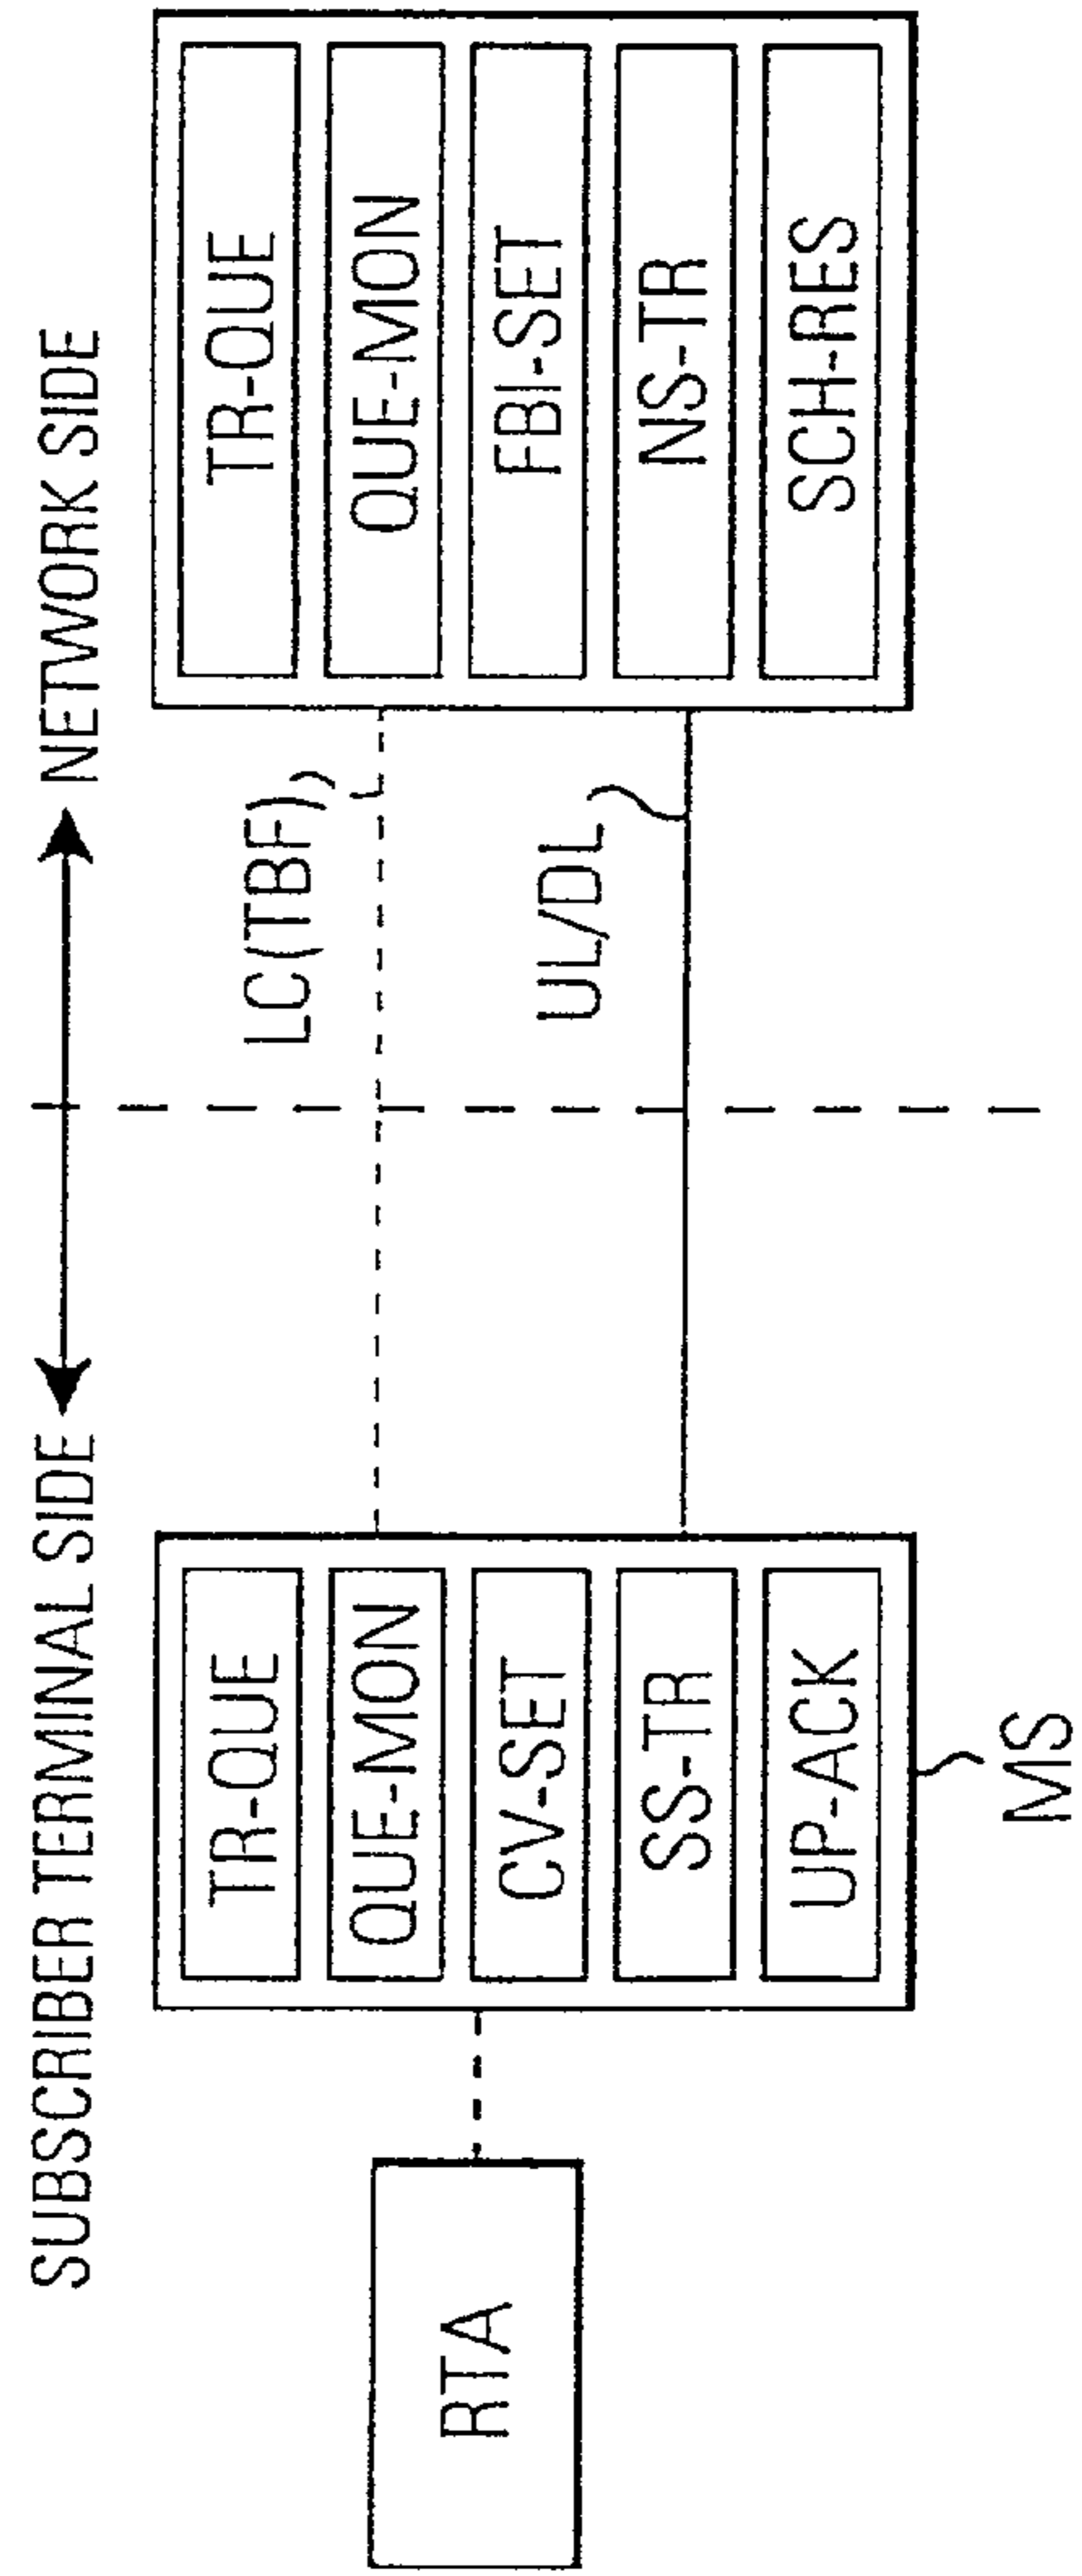 SUBSCRIBER TERMINAL SIDE
NETWORK SIDE
RTA
TR-QUE
QUE-MON
CV-SET
SS-TR
UP-ACK
MS
LC(TBF)
UL/DL
TR-QUE
QUE-MON
FBI-SET
NS-TR
SCH-RES